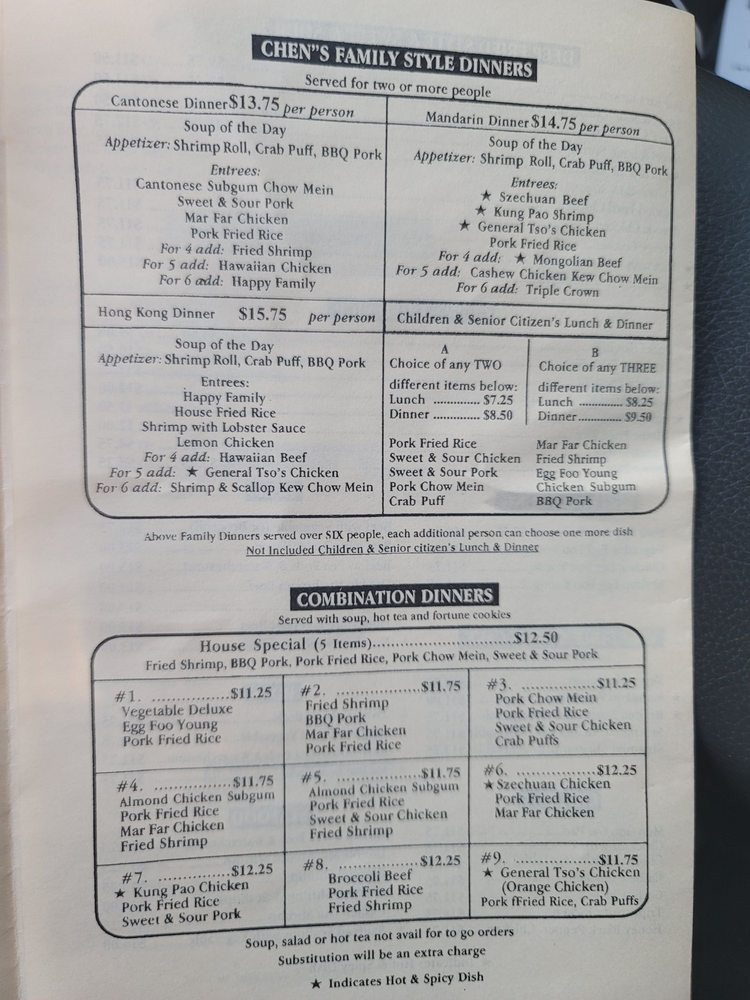 CHEN"S FAMILY STYLE DINNERS
Served for two or more people
Cantonese Dinner $13.75 per person
Soup of the Day
Appetizer: Shrimp Roll, Crab Puff, BBQ Pork
Entrees:
Cantonese Subgum Chow Mein
Sweet & Sour Pork
Mar Far Chicken
Pork Fried Rice
For 4 add: Fried Shrimp
For 5 add: Hawaiian Chicken
For 6 add: Happy Family
Mandarin Dinner $14.75 per person
Soup of the Day
Appetizer: Shrimp Roll, Crab Puff, BBQ Pork
Entrees:
★ Szechuan Beef
★ Kung Pao Shrimp
★ General Tso's Chicken
Pork Fried Rice
For 4 add: ★ Mongolian Beef
For 5 add: Cashew Chicken Kew Chow Mein
For 6 add: Triple Crown
Hong Kong Dinner $15.75 per person
Soup of the Day
Appetizer: Shrimp Roll, Crab Puff, BBQ Pork
Entrees:
Happy Family
House Fried Rice
Shrimp with Lobster Sauce
Lemon Chicken
For 4 add: Hawaiian Beef
For 5 add: ★ General Tso's Chicken
For 6 add: Shrimp & Scallop Kew Chow Mein
Children & Senior Citizen's Lunch & Dinner
A
Choice of any TWO
different items below:
Lunch .............. $7.25
Dinner .............. $8.50
Pork Fried Rice
Sweet & Sour Chicken
Sweet & Sour Pork
Pork Chow Mein
Crab Puff
B
Choice of any THREE
different items below:
Lunch .............. $8.25
Dinner .............. $9.50
Mar Far Chicken
Fried Shrimp
Egg Foo Young
Chicken Subgum
BBQ Pork
Above Family Dinners served over SIX people, each additional person can choose one more dish
Not Included Children & Senior citizen's Lunch & Dinner
COMBINATION DINNERS
Served with soup, hot tea and fortune cookies
House Special (5 Items)................................$12.50
Fried Shrimp, BBQ Pork, Pork Fried Rice, Pork Chow Mein, Sweet & Sour Pork
#1. .................$11.25
Vegetable Deluxe
Egg Foo Young
Pork Fried Rice
#2. .................$11.75
Fried Shrimp
BBQ Pork
Mar Far Chicken
Pork Fried Rice
#3. .................$11.25
Pork Chow Mein
Pork Fried Rice
Sweet & Sour Chicken
Crab Puffs
#4. .................$11.75
Almond Chicken Subgum
Pork Fried Rice
Mar Far Chicken
Fried Shrimp
#5. .................$11.75
Almond Chicken Subgum
Pork Fried Rice
Sweet & Sour Chicken
Fried Shrimp
#6. .................$12.25
★ Szechuan Chicken
Pork Fried Rice
Mar Far Chicken
#7. .................$12.25
★ Kung Pao Chicken
Pork Fried Rice
Sweet & Sour Pork
#8. .................$12.25
Broccoli Beef
Pork Fried Rice
Fried Shrimp
#9. .................$11.75
★ General Tso's Chicken
(Orange Chicken)
Pork fFried Rice, Crab Puffs
Soup, salad or hot tea not avail for to go orders
Substitution will be an extra charge
★ Indicates Hot & Spicy Dish